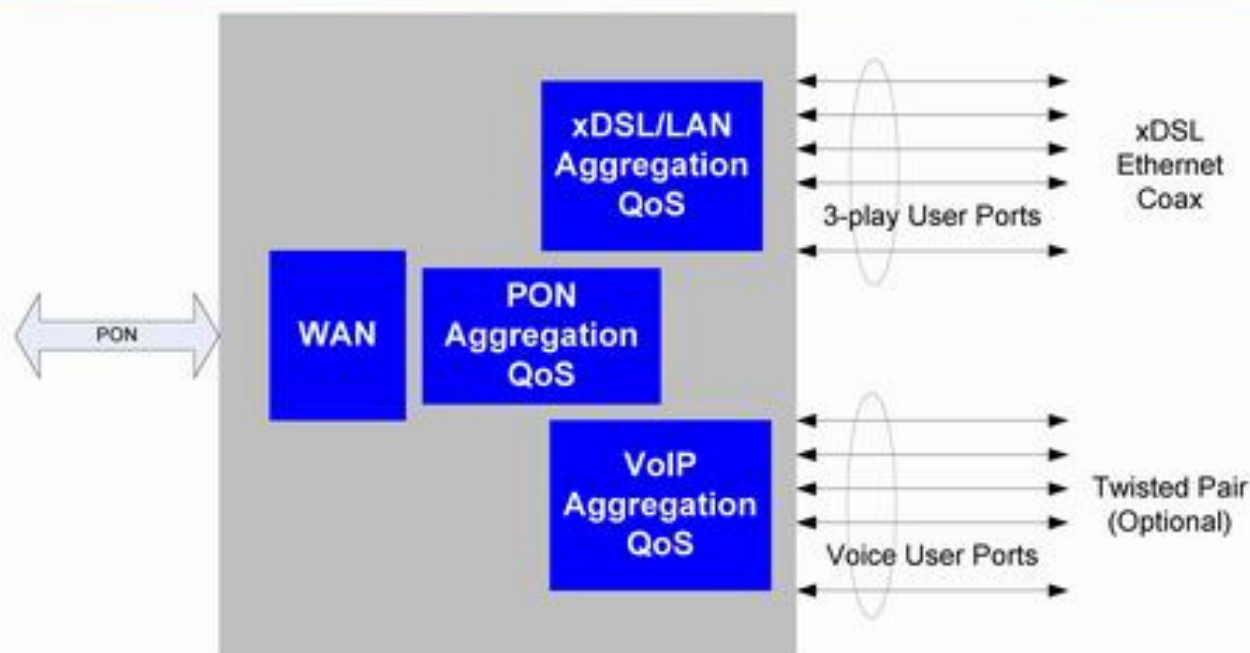 PON
WAN
xDSL/LAN
Aggregation
QoS
PON
Aggregation
QoS
VoIP
Aggregation
QoS
3-play User Ports
xDSL
Ethernet
Coax
Voice User Ports
Twisted Pair
(Optional)